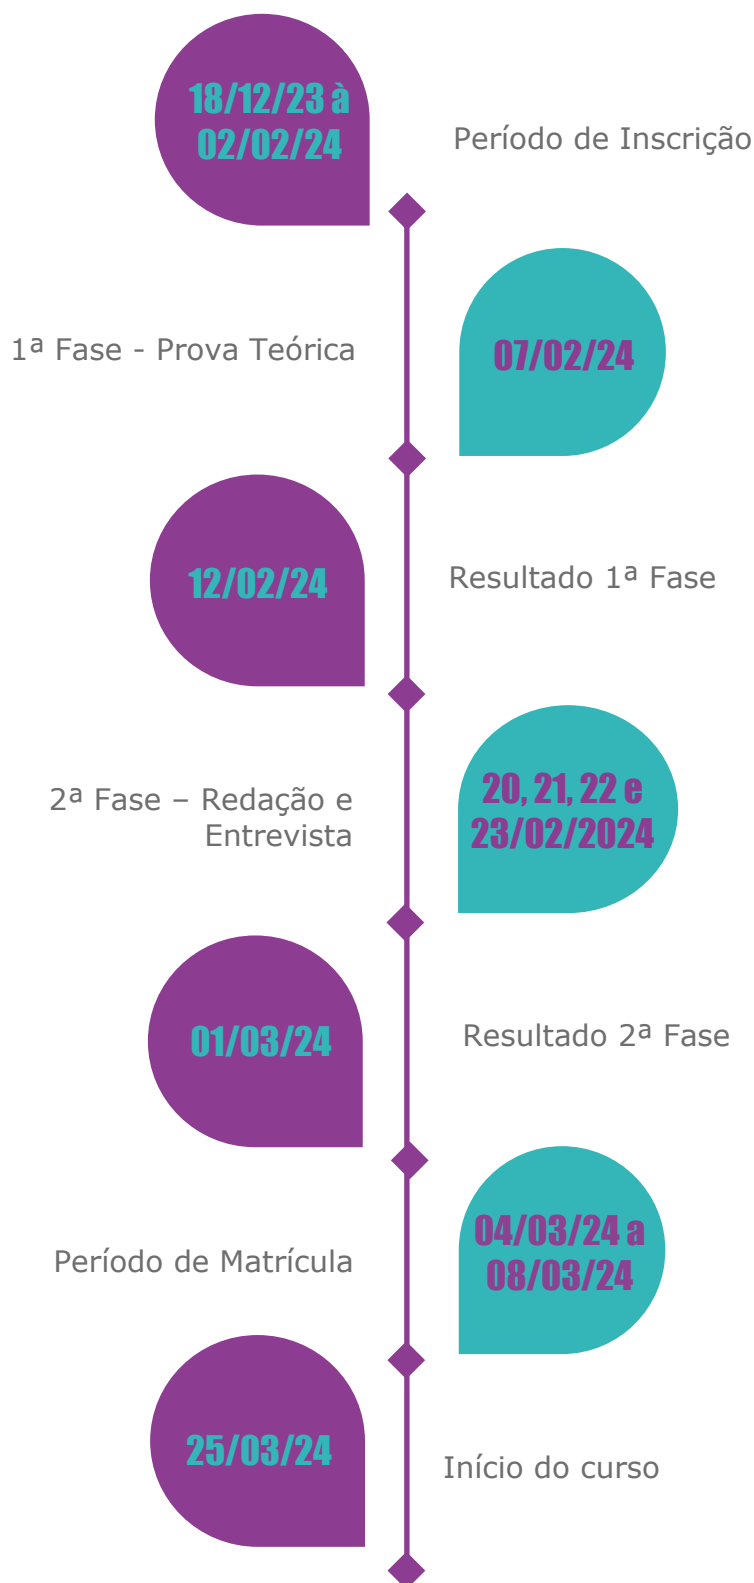 18/12/23 à
02/02/24
Período de Inscrição
1ª Fase - Prova Teórica
07/02/24
12/02/24
Resultado 1ª Fase
2ª Fase – Redação e
Entrevista
20, 21, 22 e
23/02/2024
01/03/24
Resultado 2ª Fase
Período de Matrícula
04/03/24 a
08/03/24
25/03/24
Início do curso